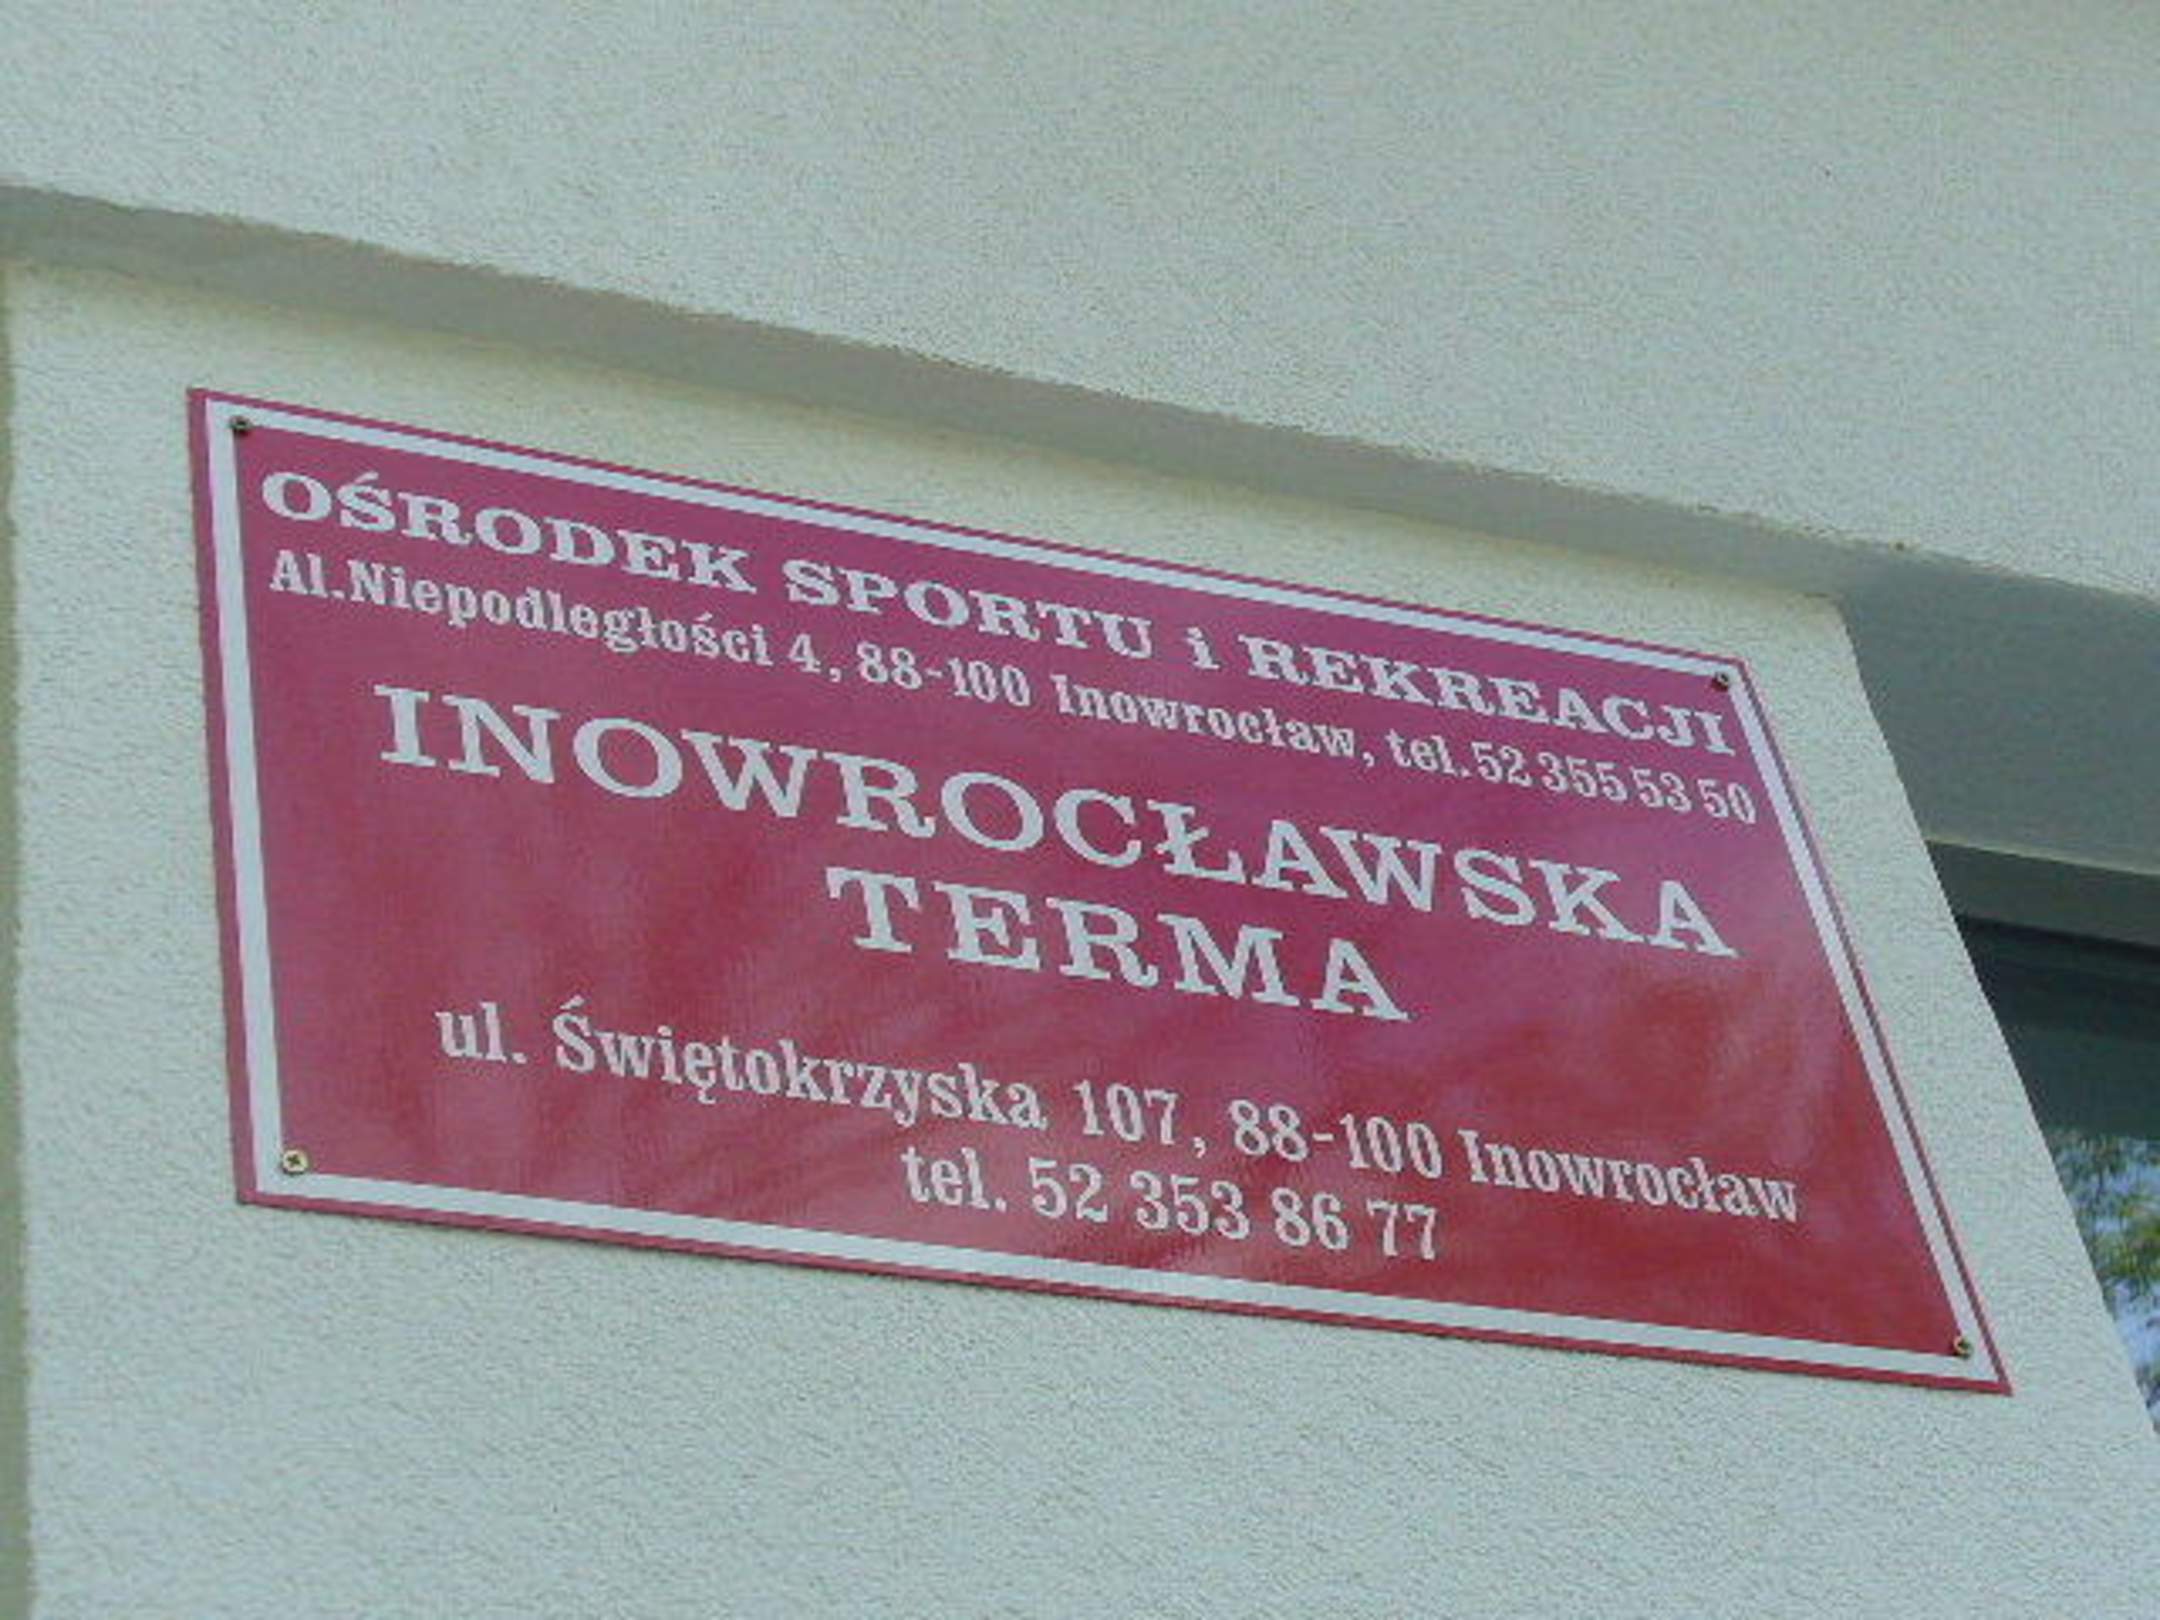 OŚRODEK SPORTU i REKREACJI
Al.Niepodległości 4, 88-100 Inowrocław, tel. 52 355 53 50
INOWROCŁAWSKA
TERMA
ul. Świętokrzyska 107, 88-100 Inowrocław
tel. 52 353 86 77